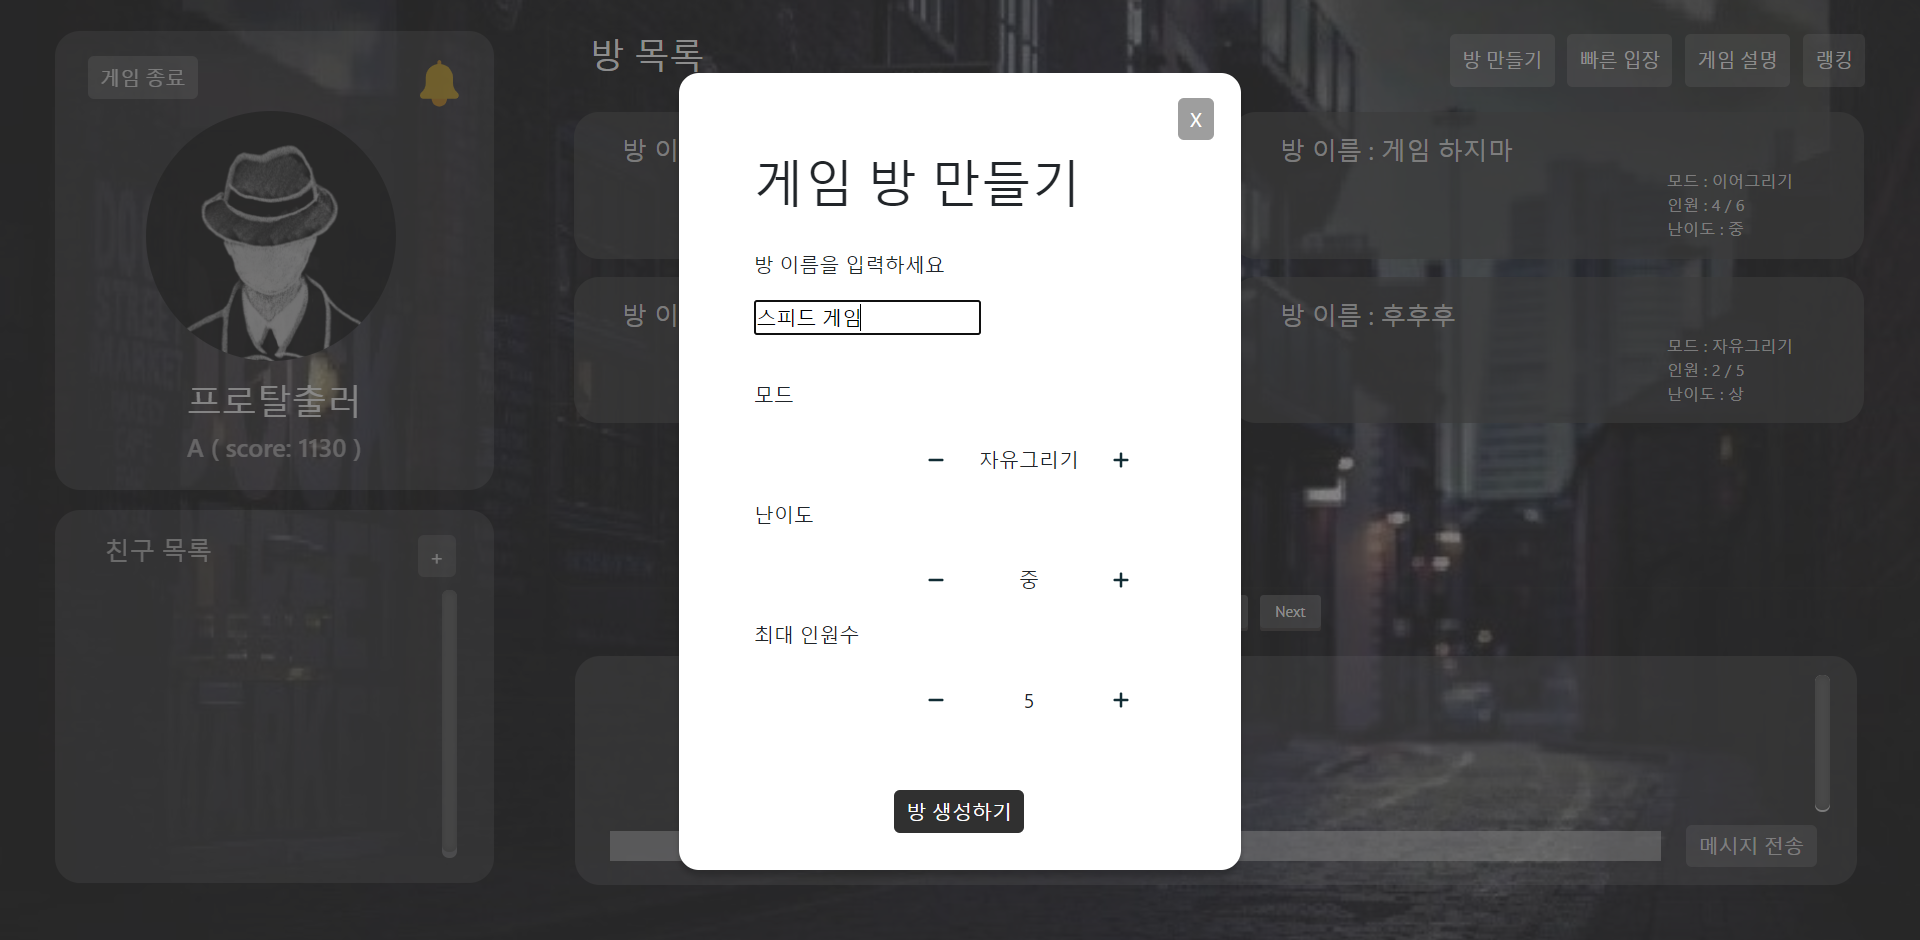 게임 종료
프로탈출러
A ( score: 1130 )
친구 목록
+
방 목록
방 만들기
빠른 입장
게임 설명
랭킹
방 이
방 이름 : 게임 하지마
모드 : 이어그리기
인원 : 4 / 6
난이도 : 중
방 이
방 이름 : 후후후
모드 : 자유그리기
인원 : 2 / 5
난이도 : 상
Next
메시지 전송
X
게임 방 만들기
방 이름을 입력하세요
스피드 게임
모드
− 자유그리기 +
난이도
− 중 +
최대 인원수
− 5 +
방 생성하기